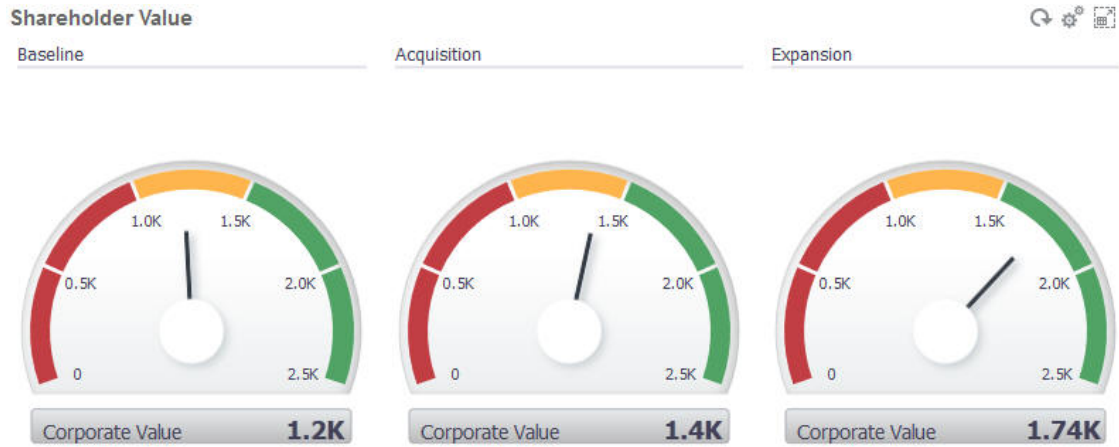 Shareholder Value
Baseline
Acquisition
Expansion
1.0K 1.5K
0.5K 2.0K
0 2.5K
Corporate Value 1.2K
1.0K 1.5K
0.5K 2.0K
0 2.5K
Corporate Value 1.4K
1.0K 1.5K
0.5K 2.0K
0 2.5K
Corporate Value 1.74K